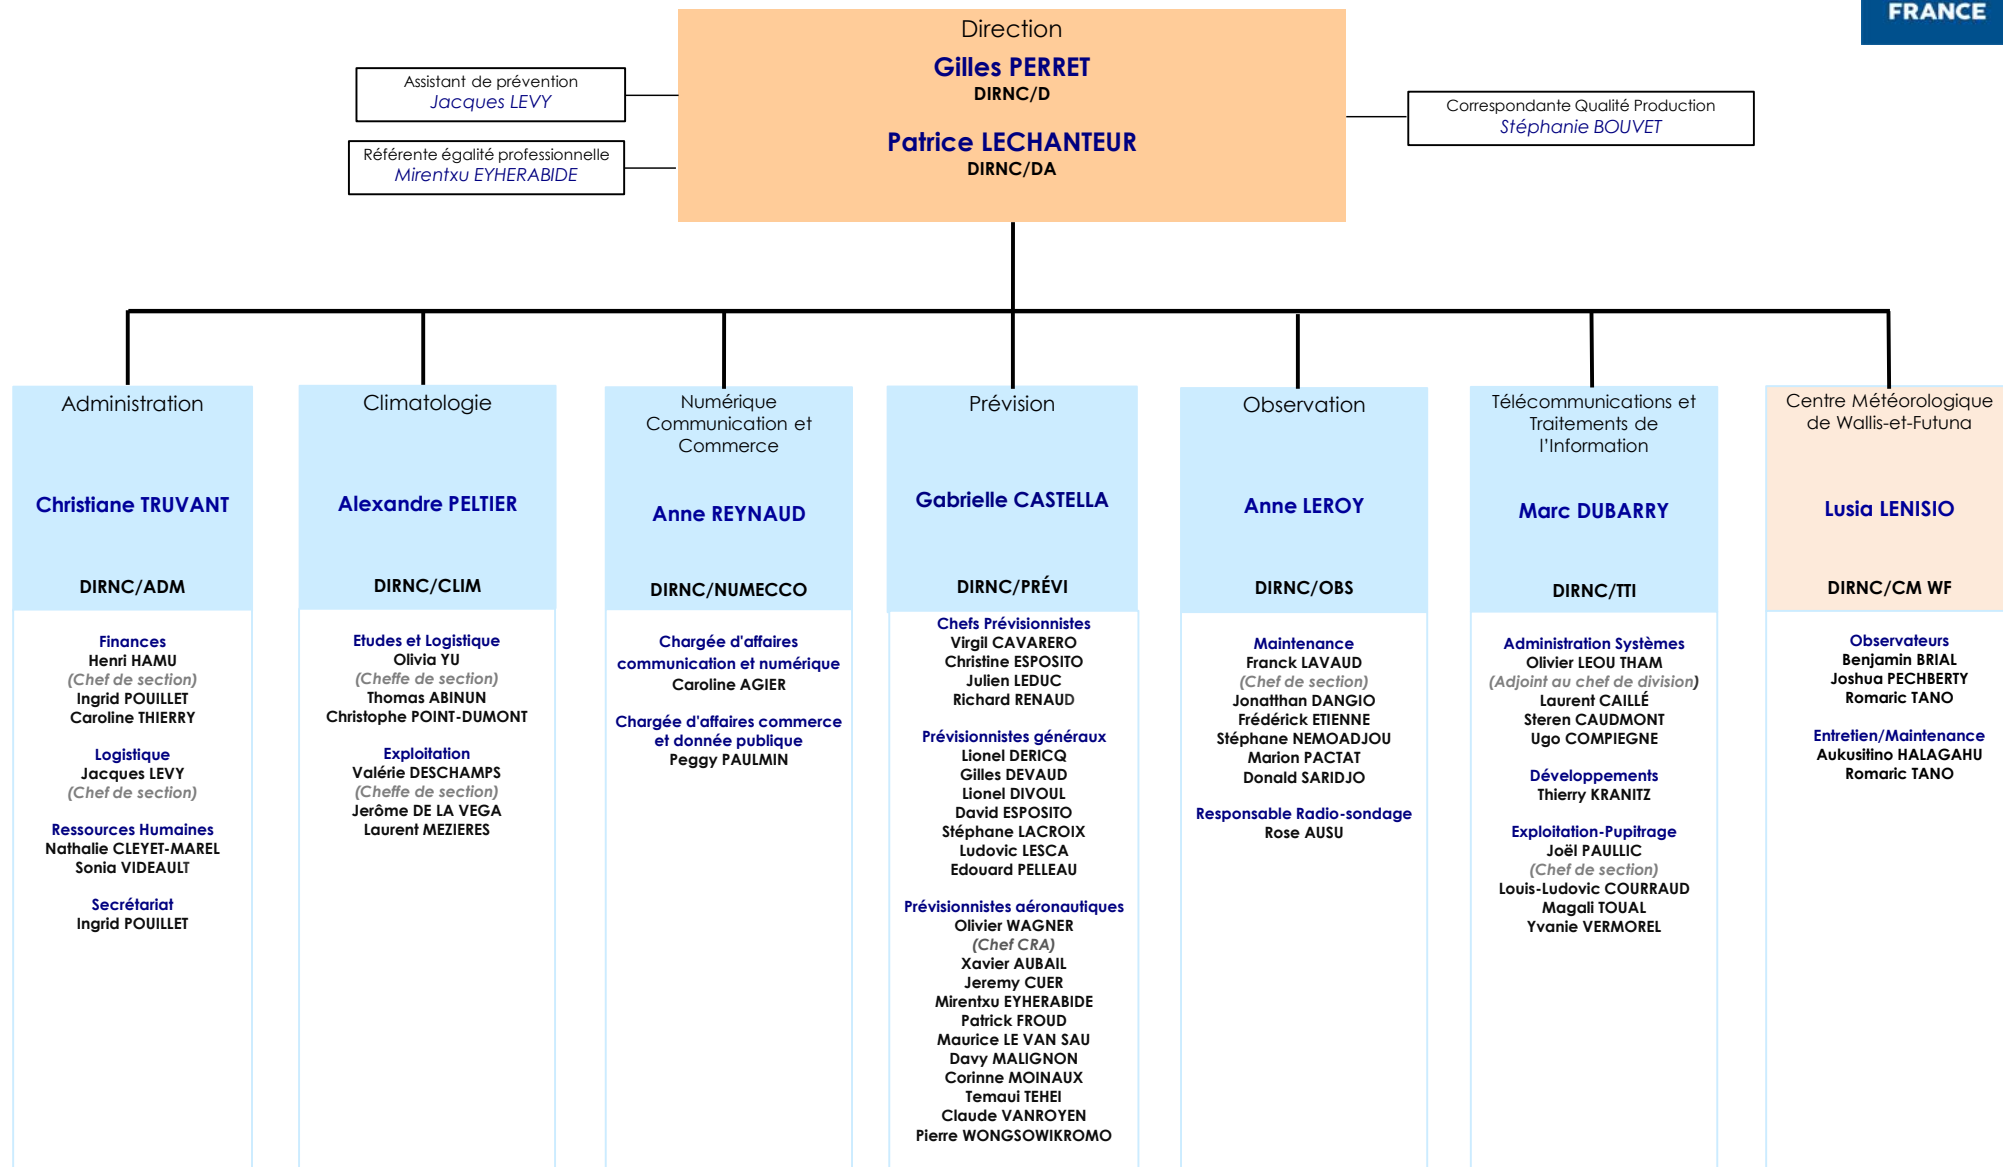 FRANCE
Direction
Gilles PERRET
DIRNC/D
Patrice LECHANTEUR
DIRNC/DA
Assistant de prévention
Jacques LEVY
Référente égalité professionnelle
Mirentxu EYHERABIDE
Correspondante Qualité Production
Stéphanie BOUVET
Administration
Christiane TRUVANT
DIRNC/ADM
Finances
Henri HAMU
(Chef de section)
Ingrid POUILLET
Caroline THIERRY
Logistique
Jacques LEVY
(Chef de section)
Ressources Humaines
Nathalie CLEYET-MAREL
Sonia VIDEAULT
Secrétariat
Ingrid POUILLET
Climatologie
Alexandre PELTIER
DIRNC/CLIM
Etudes et Logistique
Olivia YU
(Cheffe de section)
Thomas ABINUN
Christophe POINT-DUMONT
Exploitation
Valérie DESCHAMPS
(Cheffe de section)
Jerôme DE LA VEGA
Laurent MEZIERES
Numérique
Communication et
Commerce
Anne REYNAUD
DIRNC/NUMECCO
Chargée d'affaires
communication et numérique
Caroline AGIER
Chargée d'affaires commerce
et donnée publique
Peggy PAULMIN
Prévision
Gabrielle CASTELLA
DIRNC/PRÉVI
Chefs Prévisionnistes
Virgil CAVARERO
Christine ESPOSITO
Julien LEDUC
Richard RENAUD
Prévisionnistes généraux
Lionel DERICQ
Gilles DEVAUD
Lionel DIVOUL
David ESPOSITO
Stéphane LACROIX
Ludovic LESCA
Edouard PELLEAU
Prévisionnistes aéronautiques
Olivier WAGNER
(Chef CRA)
Xavier AUBAIL
Jeremy CUER
Mirentxu EYHERABIDE
Patrick FROUD
Maurice LE VAN SAU
Davy MALIGNON
Corinne MOINAUX
Temaui TEHEI
Claude VANROYEN
Pierre WONGSOWIKROMO
Observation
Anne LEROY
DIRNC/OBS
Maintenance
Franck LAVAUD
(Chef de section)
Jonatthan DANGIO
Frédérick ETIENNE
Stéphane NEMOADJOU
Marion PACTAT
Donald SARIDJO
Responsable Radio-sondage
Rose AUSU
Télécommunications et
Traitements de
l'Information
Marc DUBARRY
DIRNC/TTI
Administration Systèmes
Olivier LEOU THAM
(Adjoint au chef de division)
Laurent CAILLÉ
Steren CAUDMONT
Ugo COMPIEGNE
Développements
Thierry KRANITZ
Exploitation-Pupitrage
Joël PAULLIC
(Chef de section)
Louis-Ludovic COURRAUD
Magali TOUAL
Yvanie VERMOREL
Centre Météorologique
de Wallis-et-Futuna
Lusia LENISIO
DIRNC/CM WF
Observateurs
Benjamin BRIAL
Joshua PECHBERTY
Romaric TANO
Entretien/Maintenance
Aukusitino HALAGAHU
Romaric TANO